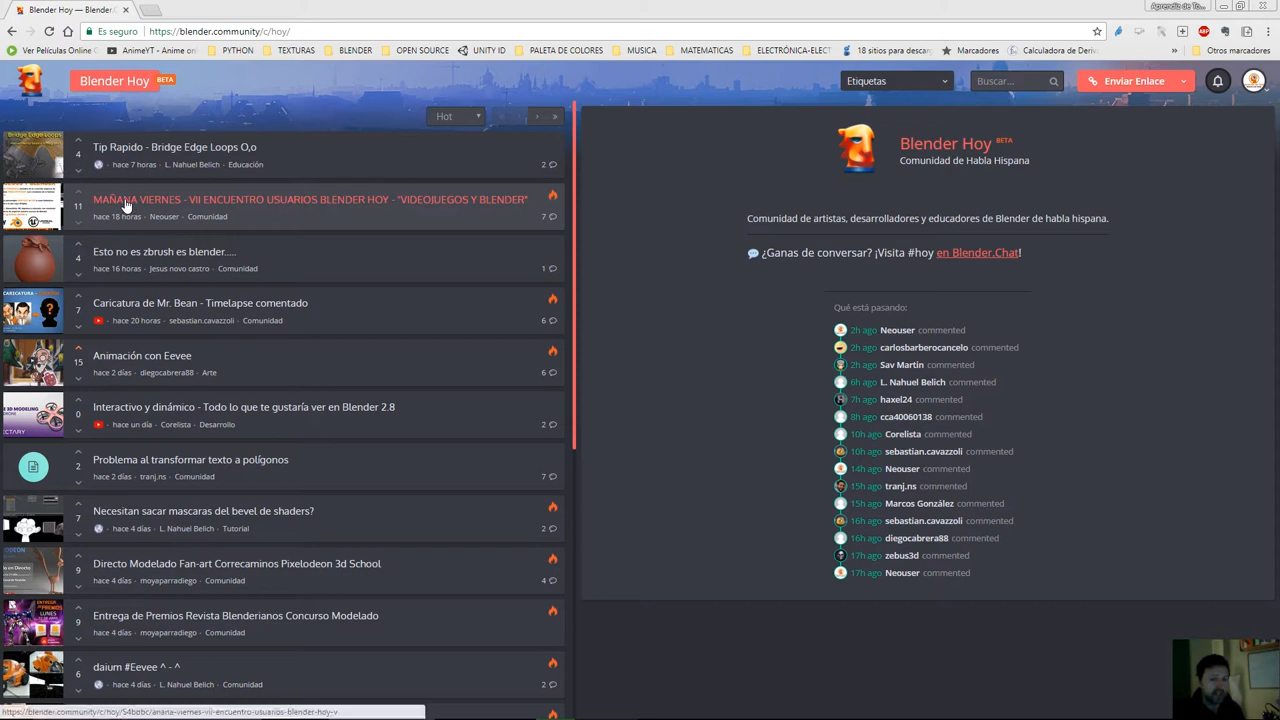 Blender Hoy — Blender.C
Aprendiz de To
Es seguro
https://blender.community/c/hoy/
Ver Películas Online
AnimeYT - Anime onli
PYTHON
TEXTURAS
BLENDER
OPEN SOURCE
UNITY ID
PALETA DE COLORES
MUSICA
MATEMATICAS
ELECTRÓNICA-ELECT
18 sitios para descarg
Marcadores
Calculadora de Deriv
Otros marcadores
Blender Hoy BETA
Etiquetas
Buscar...
Enviar Enlace
Hot
Tip Rapido - Bridge Edge Loops O,o
4
hace 7 horas · L. Nahuel Belich · Educación
2
MAÑANA VIERNES - VII ENCUENTRO USUARIOS BLENDER HOY - "VIDEOJUEGOS Y BLENDER"
11
hace 18 horas · Neouser · Comunidad
7
Esto no es zbrush es blender....
4
hace 16 horas · Jesus novo castro · Comunidad
1
Caricatura de Mr. Bean - Timelapse comentado
7
hace 20 horas · sebastian.cavazzoli · Comunidad
6
Animación con Eevee
15
hace 2 días · diegocabrera88 · Arte
6
Interactivo y dinámico - Todo lo que te gustaría ver en Blender 2.8
0
hace un día · Corelista · Desarrollo
2
Problema al transformar texto a polígonos
2
hace 2 días · tranj.ns · Comunidad
7
Necesitan sacar mascaras del bevel de shaders?
7
hace 4 días · L. Nahuel Belich · Tutorial
2
Directo Modelado Fan-art Correcaminos Pixelodeon 3d School
9
hace 4 días · moyaparradiego · Comunidad
4
Entrega de Premios Revista Blenderianos Concurso Modelado
9
hace 4 días · moyaparradiego · Comunidad
daium #Eevee ^ - ^
6
hace 4 días · L. Nahuel Belich · Comunidad
2
Blender Hoy BETA
Comunidad de Habla Hispana
Comunidad de artistas, desarrolladores y educadores de Blender de habla hispana.
¿Ganas de conversar? ¡Visita #hoy en Blender.Chat!
Qué está pasando:
2h ago Neouser commented
2h ago carlosbarberocancelo commented
2h ago Sav Martin commented
6h ago L. Nahuel Belich commented
7h ago haxel24 commented
8h ago cca40060138 commented
10h ago Corelista commented
10h ago sebastian.cavazzoli commented
14h ago Neouser commented
15h ago tranj.ns commented
15h ago Marcos González commented
16h ago sebastian.cavazzoli commented
16h ago diegocabrera88 commented
17h ago zebus3d commented
17h ago Neouser commented